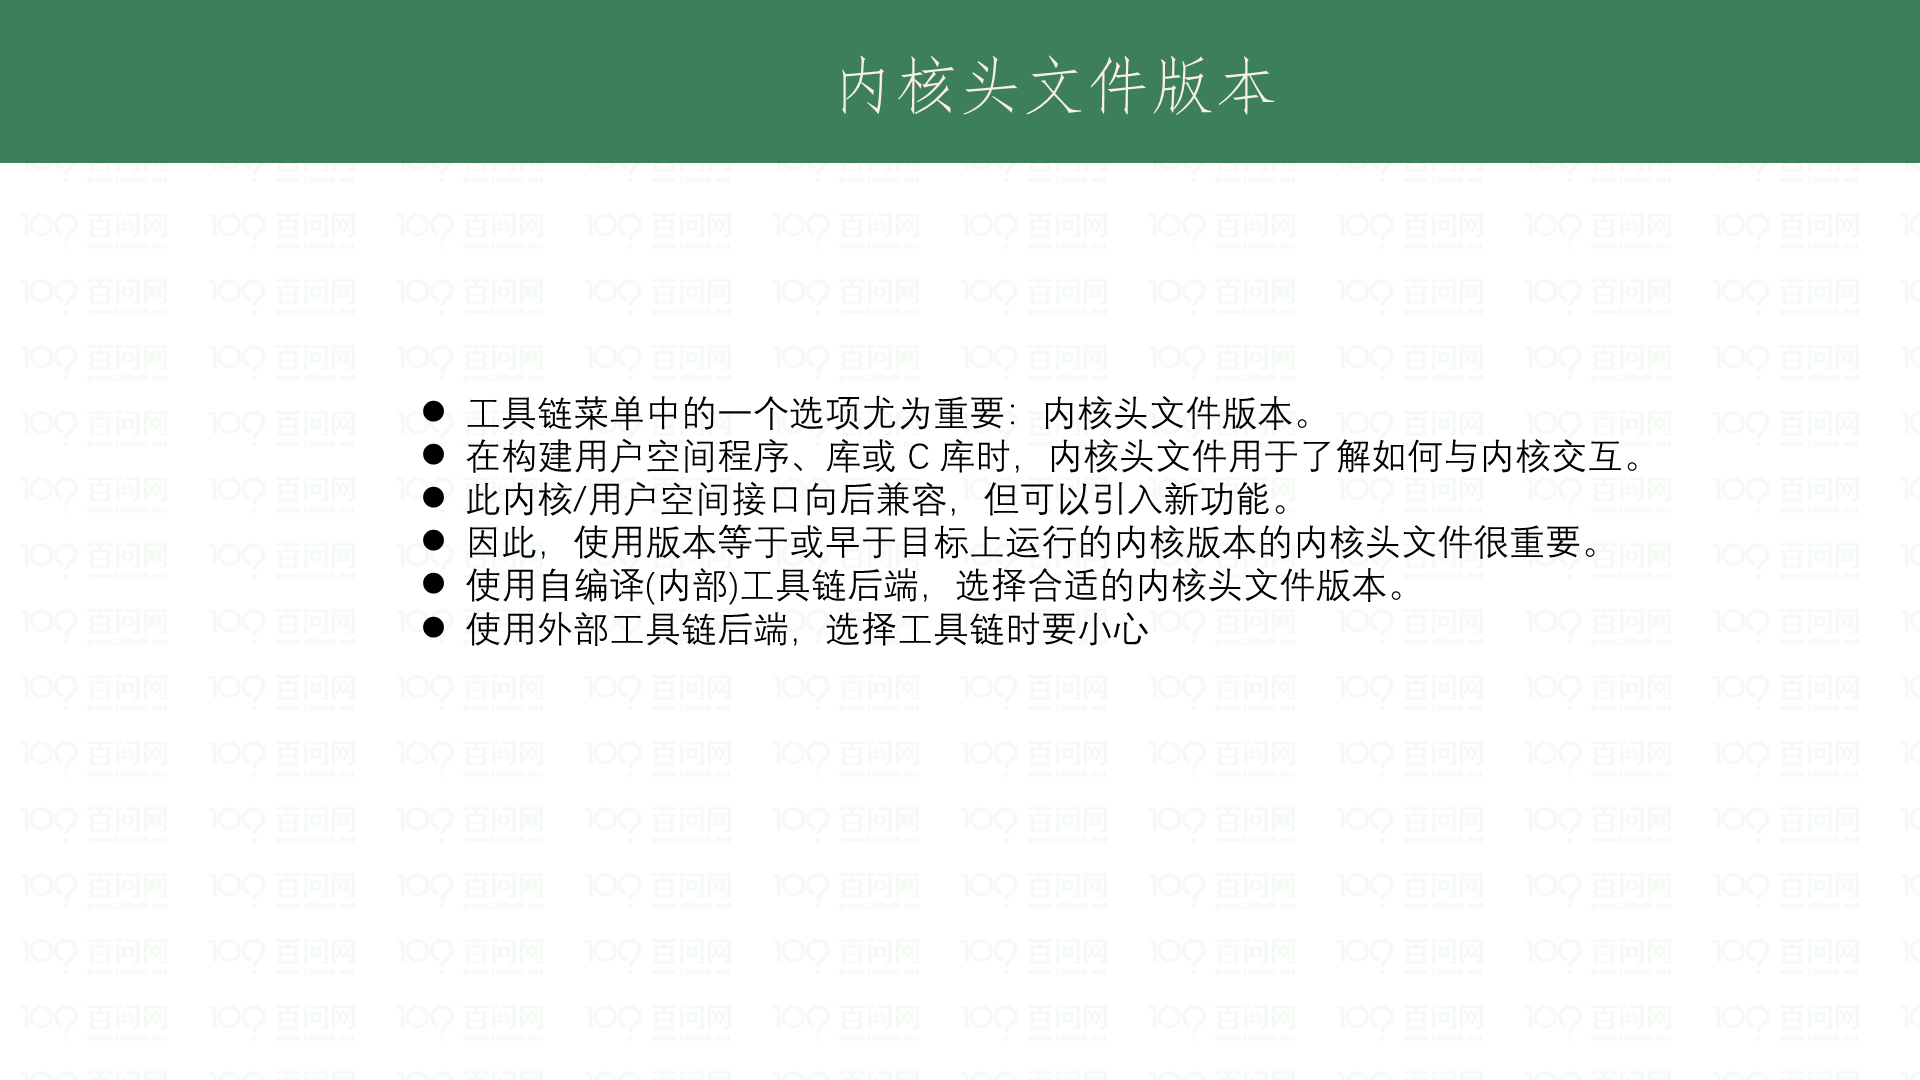 内核头文件版本
● 工具链菜单中的一个选项尤为重要：内核头文件版本。
● 在构建用户空间程序、库或 C 库时，内核头文件用于了解如何与内核交互。
● 此内核/用户空间接口向后兼容，但可以引入新功能。
● 因此，使用版本等于或早于目标上运行的内核版本的内核头文件很重要。
● 使用自编译(内部)工具链后端，选择合适的内核头文件版本。
● 使用外部工具链后端，选择工具链时要小心
100 百问网
www.100ask.net